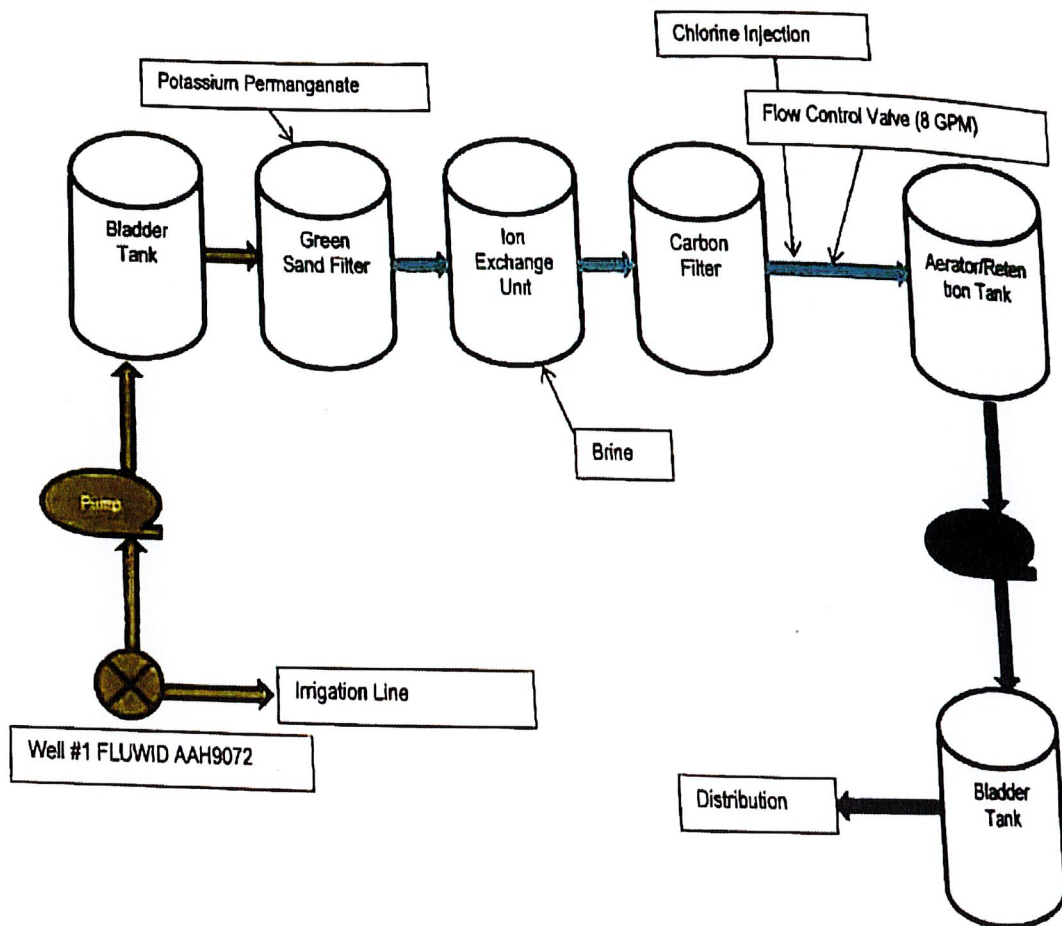 Chlorine Injection
Potassium Permanganate
Flow Control Valve (8 GPM)
Bladder
Tank
Green
Sand Filter
Ion
Exchange
Unit
Carbon
Filter
Aerator/Reten
tion Tank
Brine
Pump
Irrigation Line
Well #1 FLUWID AAH9072
Distribution
Bladder
Tank